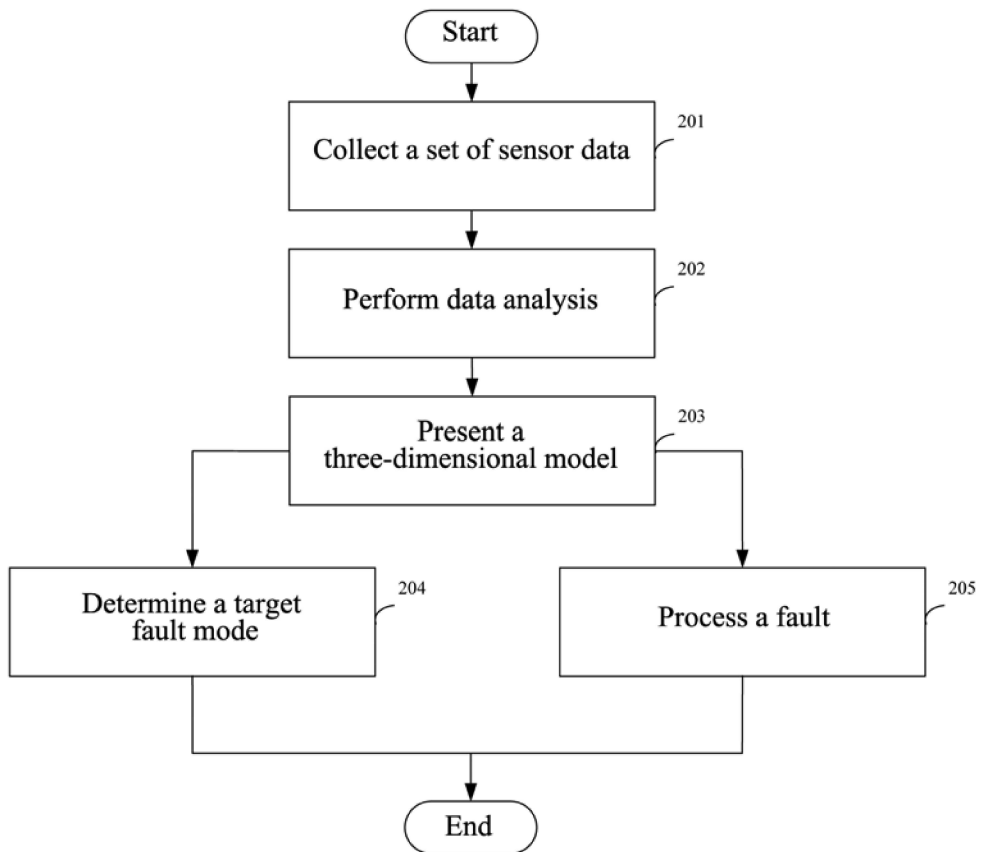 Start
201
Collect a set of sensor data
202
Perform data analysis
203
Present a
three-dimensional model
204
Determine a target
fault mode
205
Process a fault
End